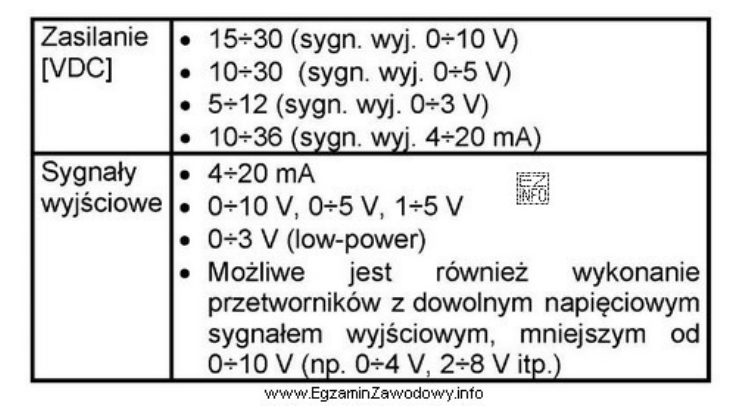 Zasilanie
[VDC]
• 15÷30 (sygn. wyj. 0÷10 V)
• 10÷30 (sygn. wyj. 0÷5 V)
• 5÷12 (sygn. wyj. 0÷3 V)
• 10÷36 (sygn. wyj. 4÷20 mA)
Sygnały
wyjściowe
• 4÷20 mA
• 0÷10 V, 0÷5 V, 1÷5 V
• 0÷3 V (low-power)
• Możliwe jest również wykonanie
przetworników z dowolnym napięciowym
sygnałem wyjściowym, mniejszym od
0÷10 V (np. 0÷4 V, 2÷8 V itp.)
EZ
INFO
www.EgzaminZawodowy.info